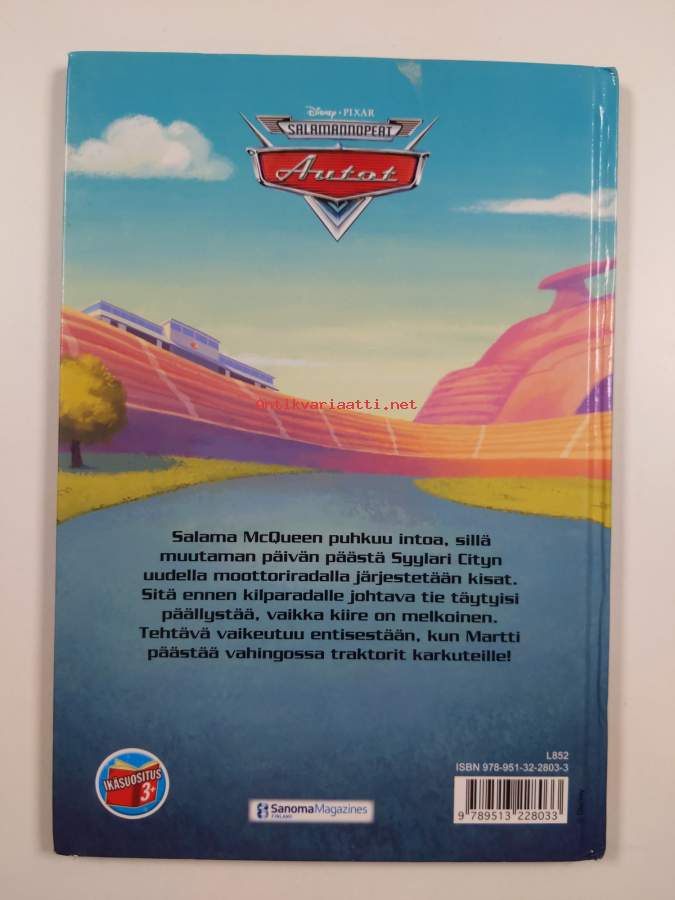 Disney • PIXAR
SALAMANNOPEAT
Autot
Antikvariaatti.net
Salama McQueen puhkuu intoa, sillä
muutaman päivän päästä Syylari Cityn
uudella moottoriradalla järjestetään kisat.
Sitä ennen kilparadalle johtava tie täytyisi
päällystää, vaikka kiire on melkoinen.
Tehtävä vaikeutuu entisestään, kun Martti
päästää vahingossa traktorit karkuteille!
L852
ISBN 978-951-32-2803-3
IKÄSUOSITUS
3+
SanomaMagazines
FINLAND
9 789513 228033
Disney